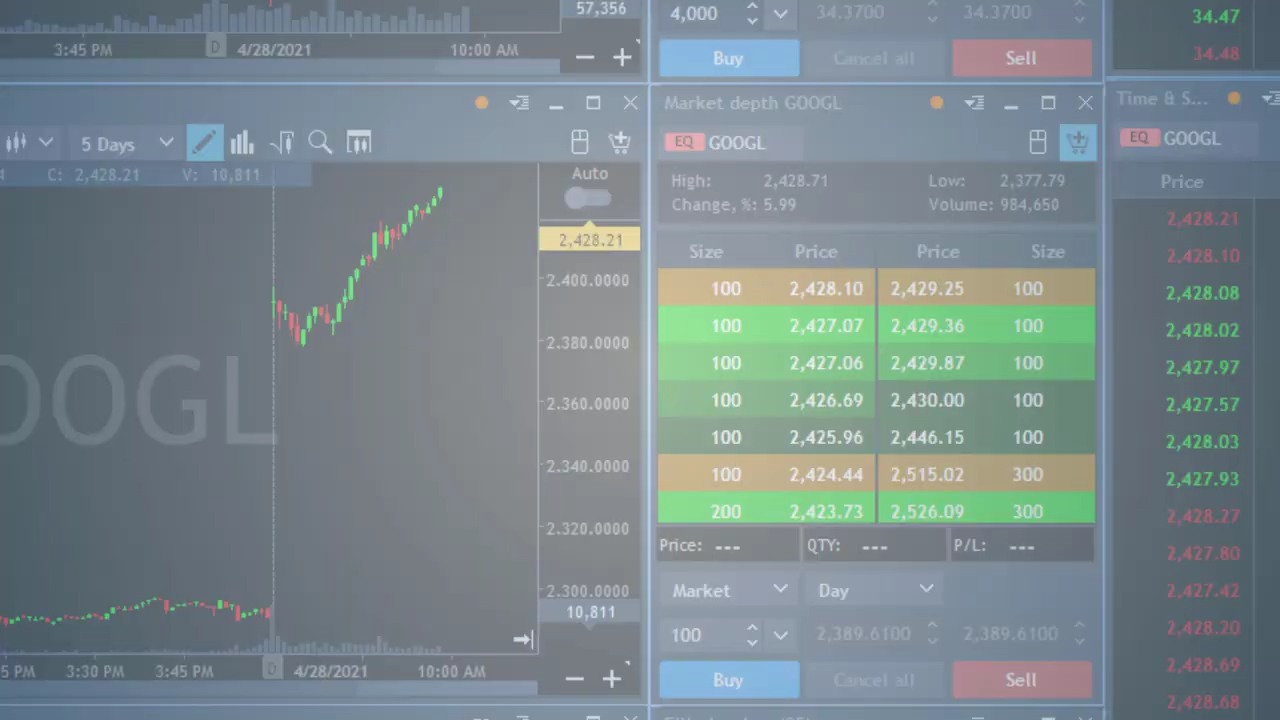 57,356
3:45 PM D 4/28/2021 10:00 AM
4,000 34.3700 34.3700
Buy Cancel all Sell
34.47
34.48
5 Days
C: 2,428.21 V: 10,811
Auto
2,428.21
2.400.0000
2.380.0000
2.360.0000
2.340.0000
2.320.0000
2.300.0000
10,811
OOGL
5 PM 3:30 PM 3:45 PM D 4/28/2021 10:00 AM
Market depth GOOGL
EQ GOOGL
High: 2,428.71 Low: 2,377.79
Change, %: 5.99 Volume: 984,650
Size Price Price Size
100 2,428.10 2,429.25 100
100 2,427.07 2,429.36 100
100 2,427.06 2,429.87 100
100 2,426.69 2,430.00 100
100 2,425.96 2,446.15 100
100 2,424.44 2,515.02 300
200 2,423.73 2,526.09 300
Price: --- QTY: --- P/L: ---
Market Day
100 2,389.6100 2,389.6100
Buy Cancel all Sell
Time & S...
EQ GOOGL
Price
2,428.21
2,428.10
2,428.08
2,428.02
2,427.97
2,427.57
2,428.03
2,427.93
2,428.27
2,427.80
2,427.42
2,428.20
2,428.69
2,428.68